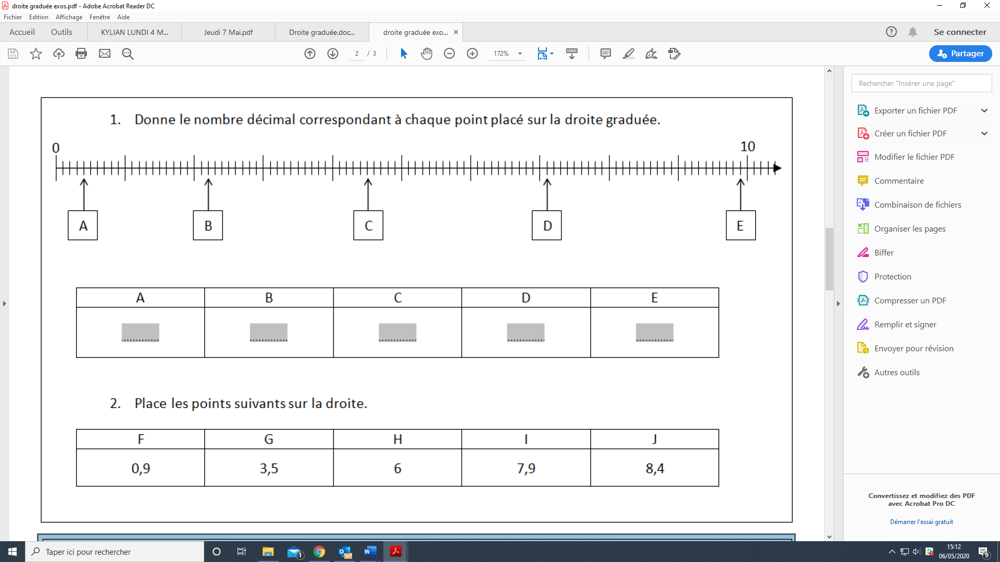 droite graduée exos.pdf - Adobe Acrobat Reader DC
Fichier Edition Affichage Fenêtre Aide
Accueil Outils KYLIAN LUNDI 4 M... Jeudi 7 Mai.pdf Droite graduée.doc... droite graduée exo... Se connecter
2 / 3 172% Partager
Rechercher "Insérer une page"
Exporter un fichier PDF
Créer un fichier PDF
Modifier le fichier PDF
Commentaire
Combinaison de fichiers
Organiser les pages
Biffer
Protection
Compresser un PDF
Remplir et signer
Envoyer pour révision
Autres outils
Convertissez et modifiez des PDF
avec Acrobat Pro DC
Démarrer l'essai gratuit
1. Donne le nombre décimal correspondant à chaque point placé sur la droite graduée.
0 10
A B C D E
A B C D E
2. Place les points suivants sur la droite.
F G H I J
0,9 3,5 6 7,9 8,4
Taper ici pour rechercher
1
15:12
06/05/2020
9